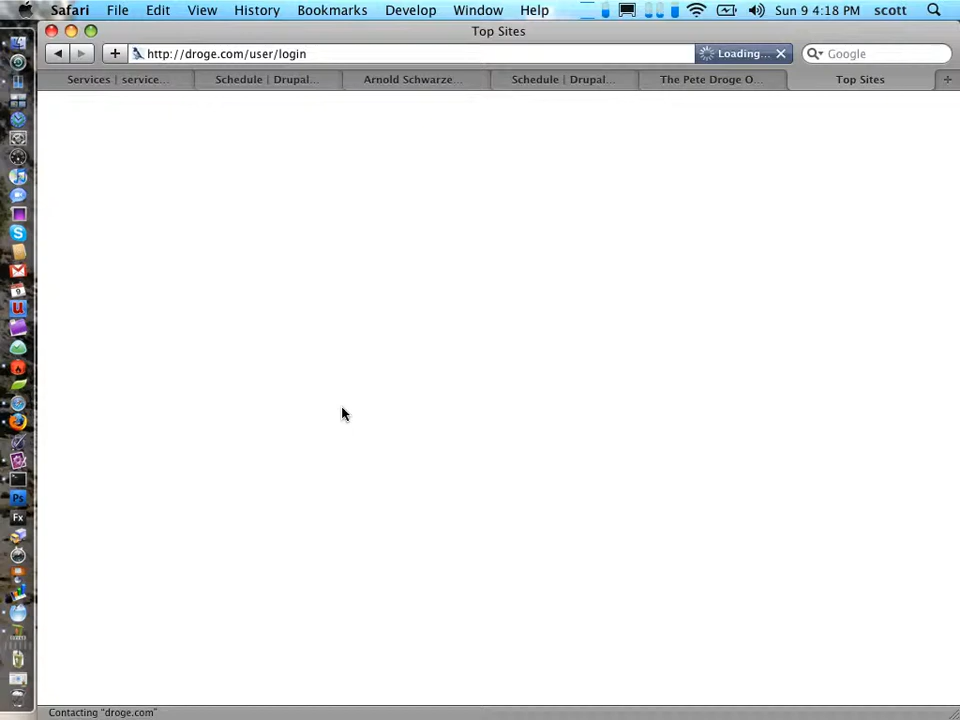 Safari File Edit View History Bookmarks Develop Window Help Sun 9 4:18 PM scott
Top Sites
http://droge.com/user/login Loading... Google
Services | service... Schedule | Drupal... Arnold Schwarze... Schedule | Drupal... The Pete Droge O... Top Sites
Contacting "droge.com"